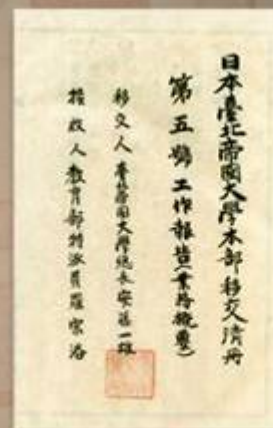 日本臺北帝國大學本部移交清册
第五號工作報告(業務概要)
移交人臺北帝國大學總長安藤一雄
接收人教育部特派員羅宗洛